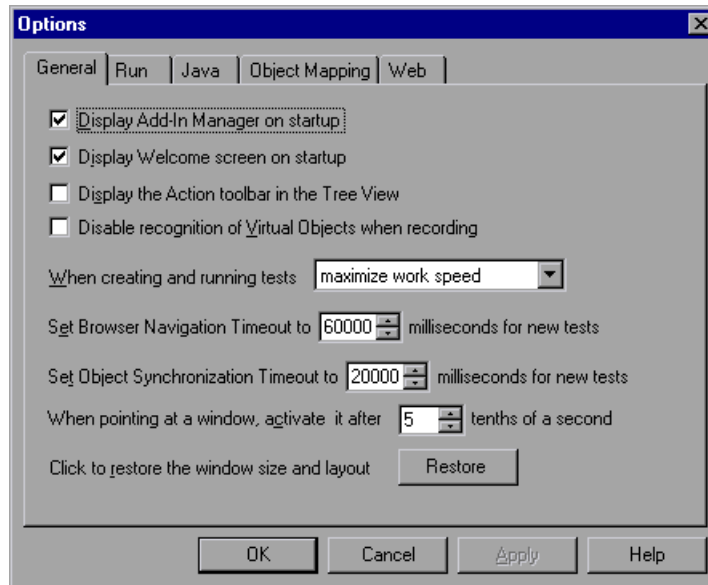 Options
General Run Java Object Mapping Web
Display Add-In Manager on startup
Display Welcome screen on startup
Display the Action toolbar in the Tree View
Disable recognition of Virtual Objects when recording
When creating and running tests maximize work speed
Set Browser Navigation Timeout to 60000 milliseconds for new tests
Set Object Synchronization Timeout to 20000 milliseconds for new tests
When pointing at a window, activate it after 5 tenths of a second
Click to restore the window size and layout Restore
OK Cancel Apply Help